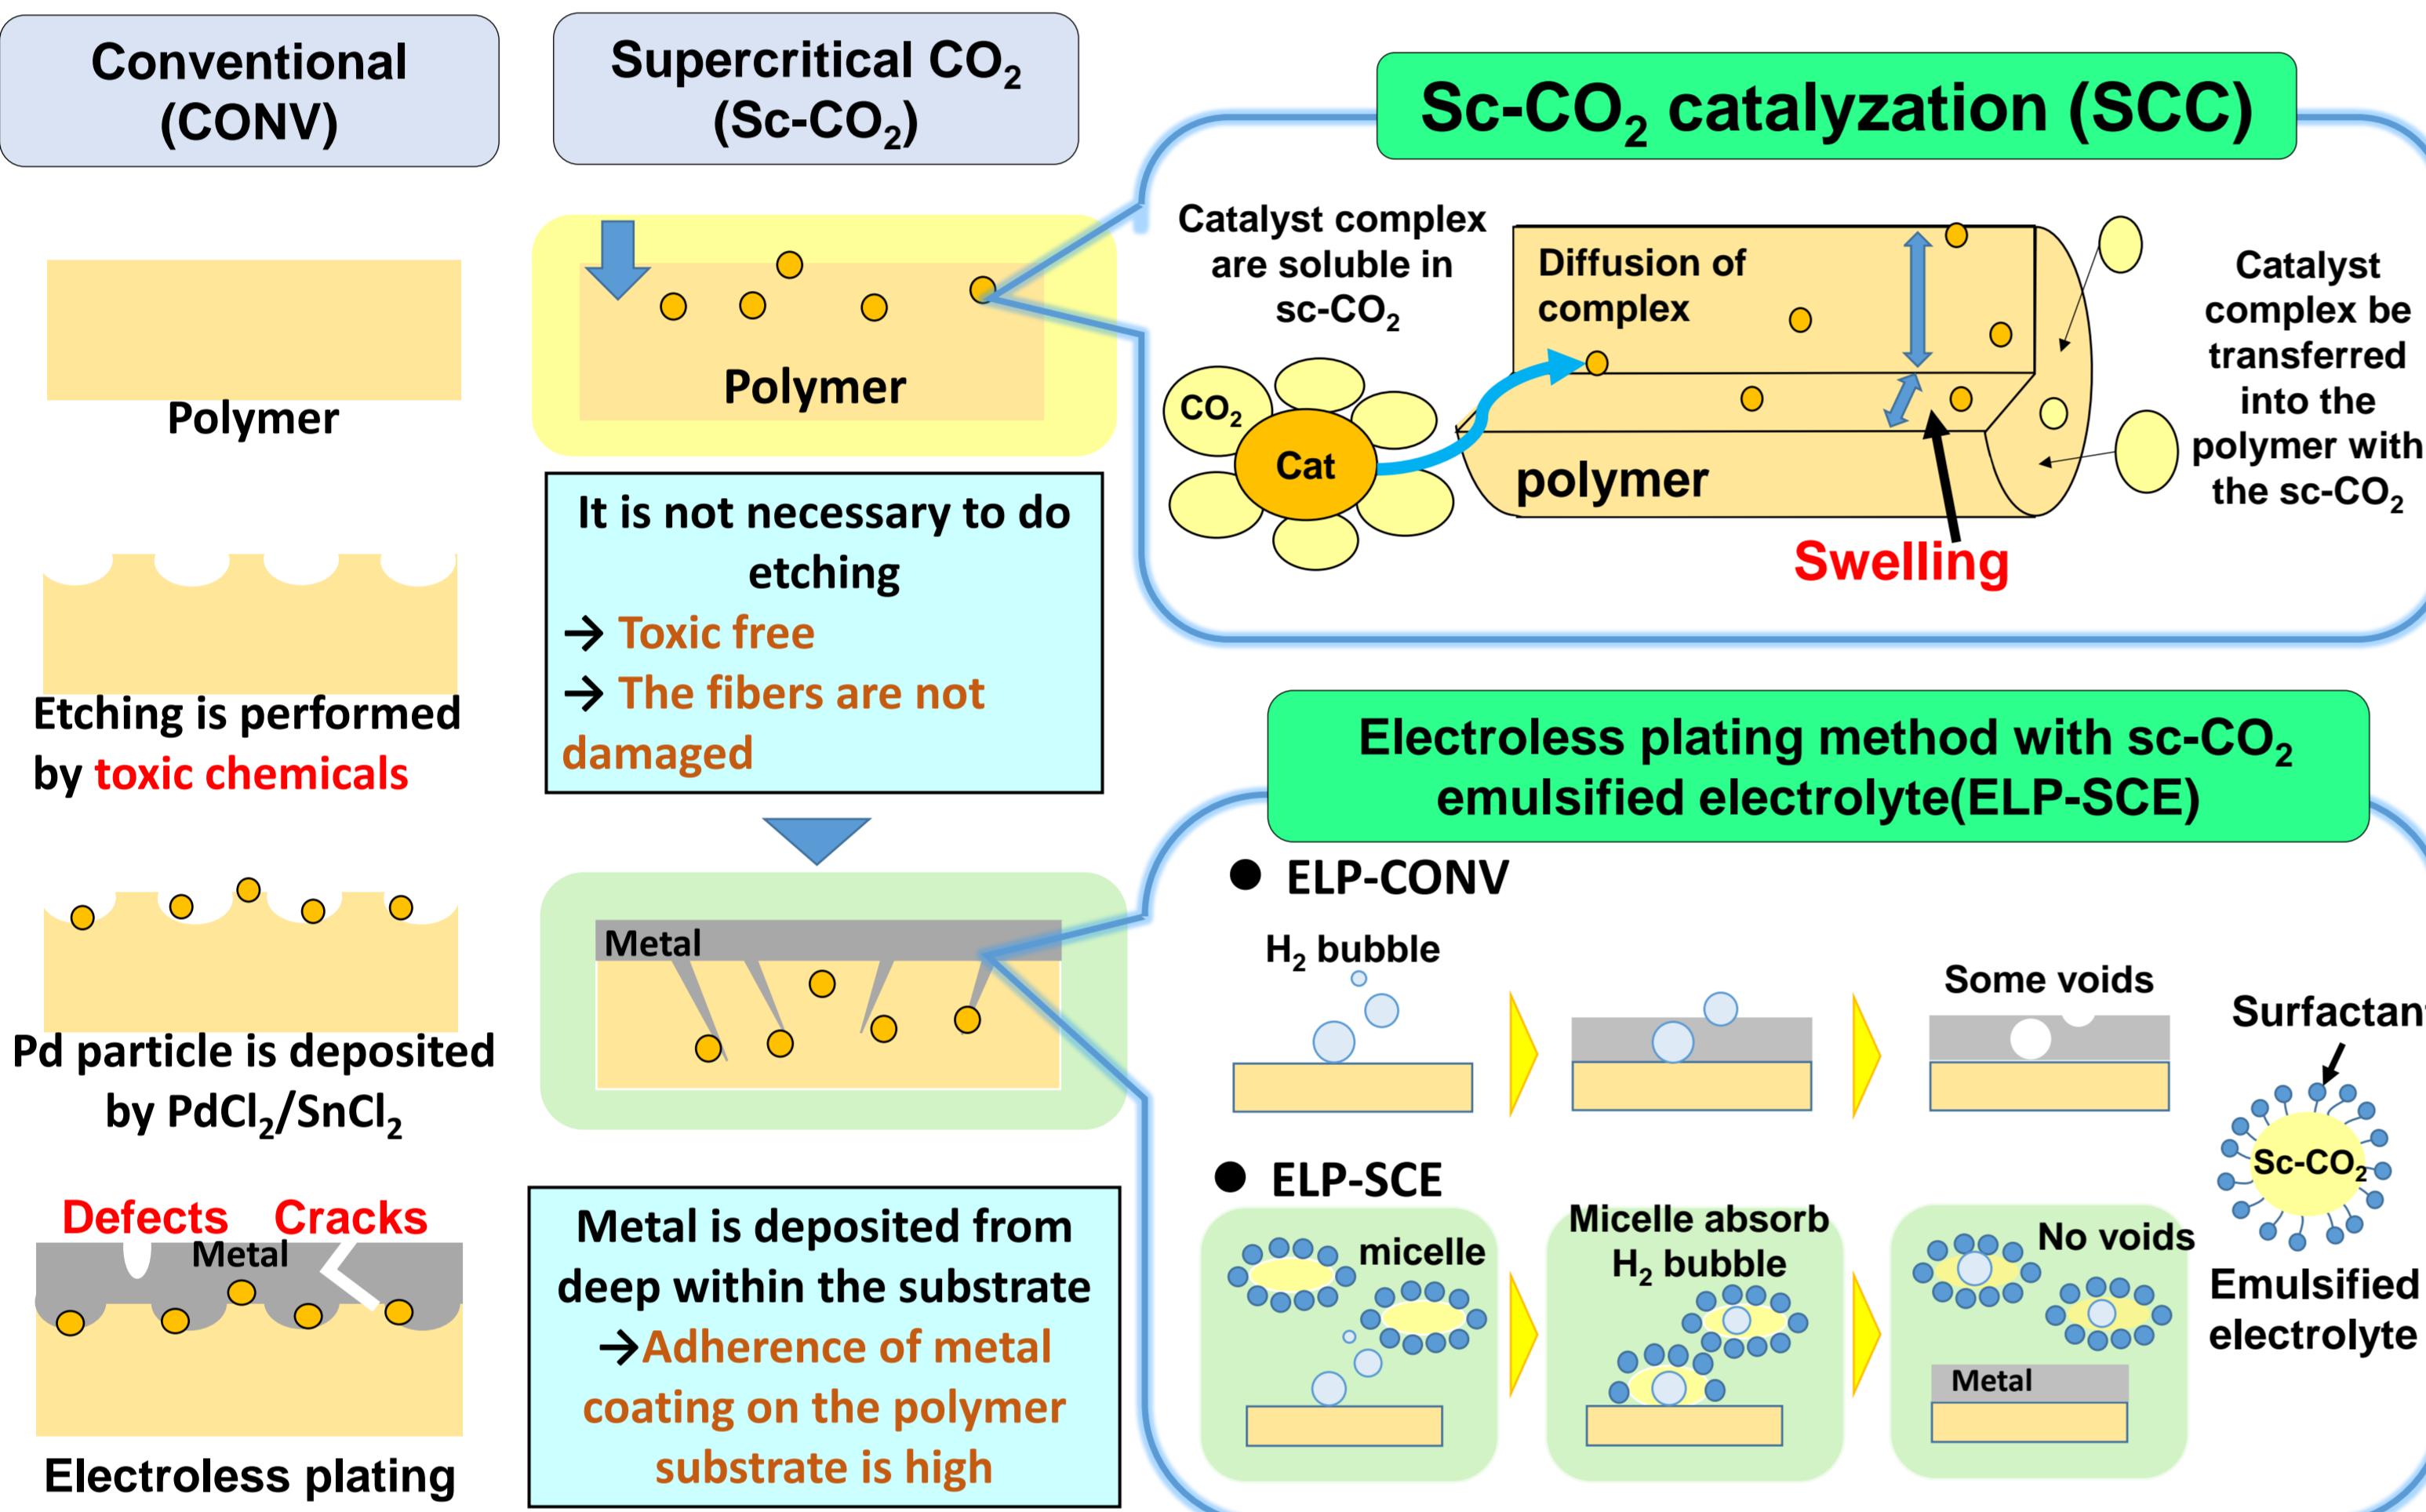 Conventional
(CONV)
Polymer
Etching is performed
by toxic chemicals
Pd particle is deposited
by PdCl₂/SnCl₂
Defects Cracks
Metal
Electroless plating
Supercritical CO₂
(Sc-CO₂)
Polymer
It is not necessary to do
etching
→ Toxic free
→ The fibers are not
damaged
Metal
Metal is deposited from
deep within the substrate
→Adherence of metal
coating on the polymer
substrate is high
Sc-CO₂ catalyzation (SCC)
Catalyst complex
are soluble in
sc-CO₂
CO₂
Cat
Diffusion of
complex
polymer
Swelling
Catalyst
complex be
transferred
into the
polymer with
the sc-CO₂
Electroless plating method with sc-CO₂
emulsified electrolyte(ELP-SCE)
● ELP-CONV
H₂ bubble
Some voids
● ELP-SCE
micelle
Micelle absorb
H₂ bubble
No voids
Metal
Surfactant
Sc-CO₂
Emulsified
electrolyte